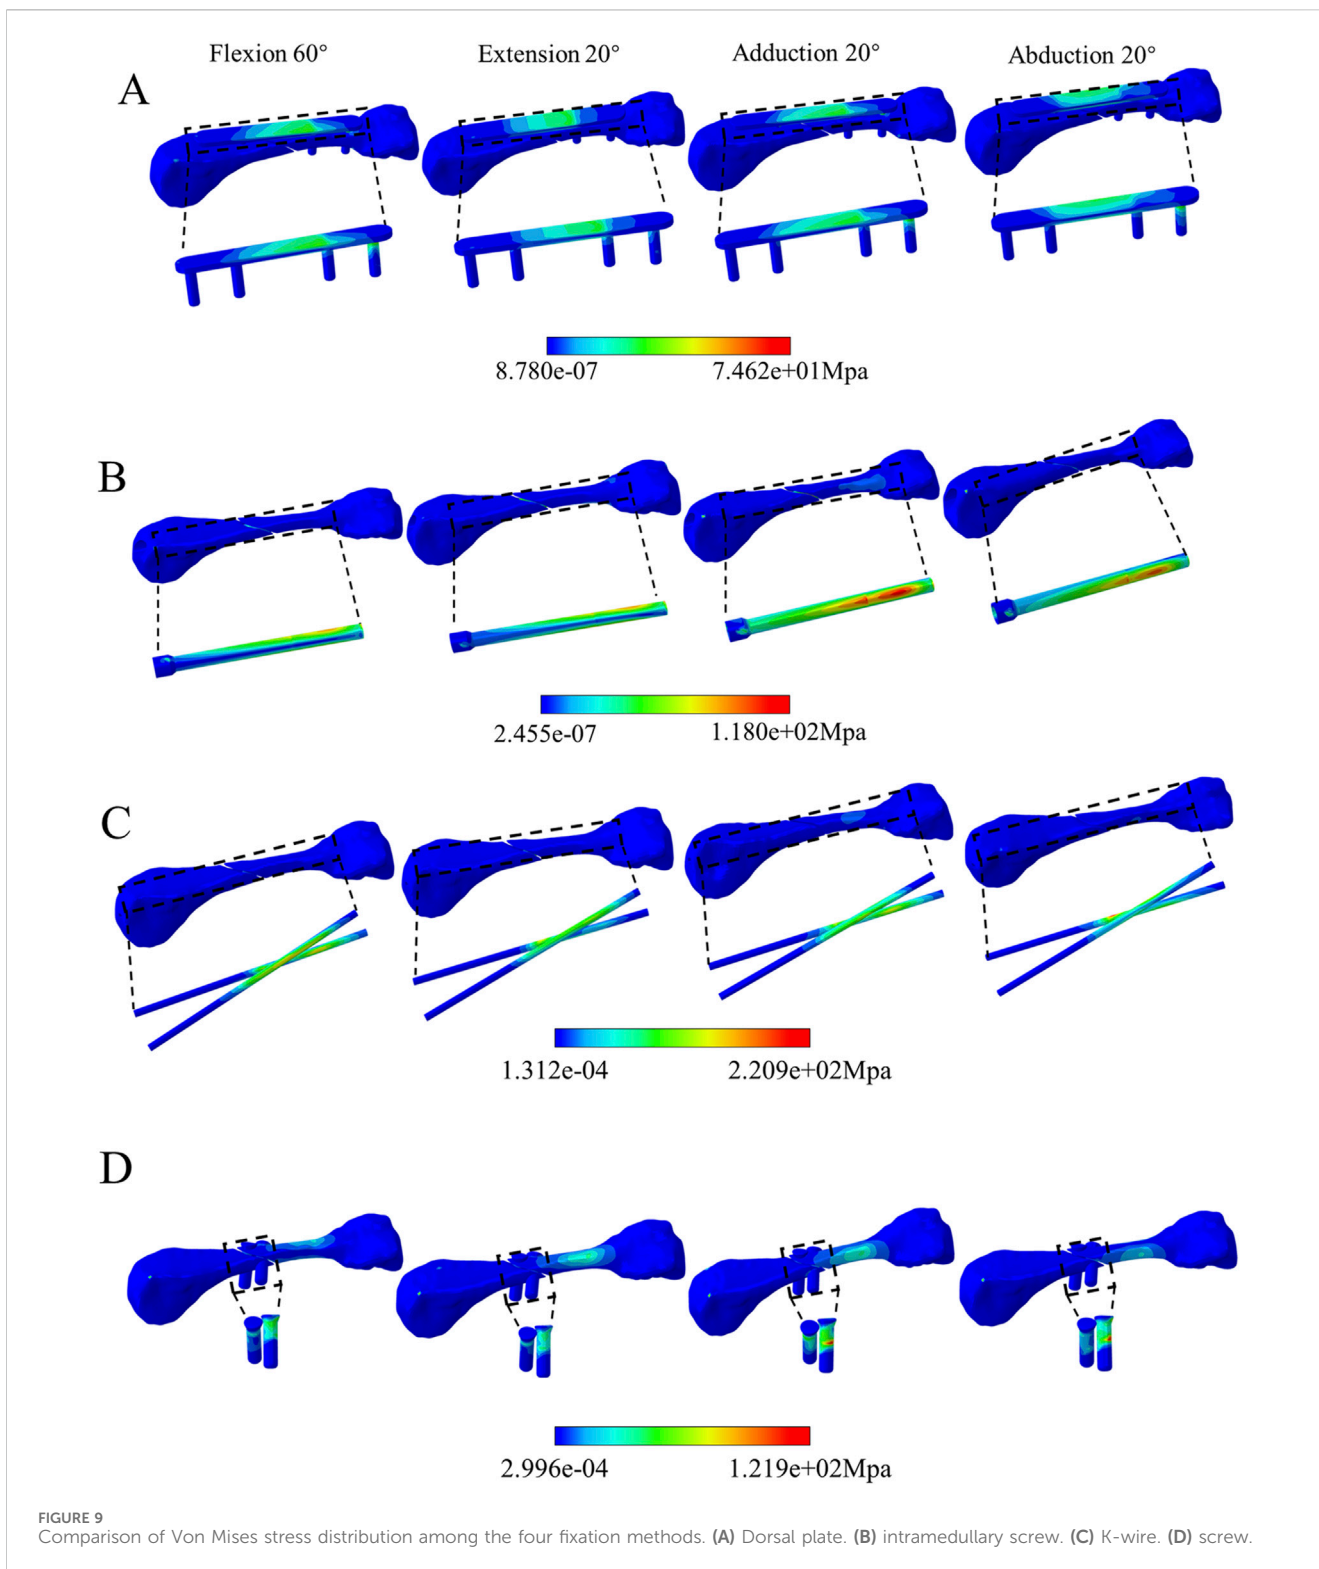 Flexion 60°
Extension 20°
Adduction 20°
Abduction 20°
A
8.780e-07
7.462e+01Mpa
B
2.455e-07
1.180e+02Mpa
C
1.312e-04
2.209e+02Mpa
D
2.996e-04
1.219e+02Mpa
FIGURE 9
Comparison of Von Mises stress distribution among the four fixation methods. (A) Dorsal plate. (B) intramedullary screw. (C) K-wire. (D) screw.